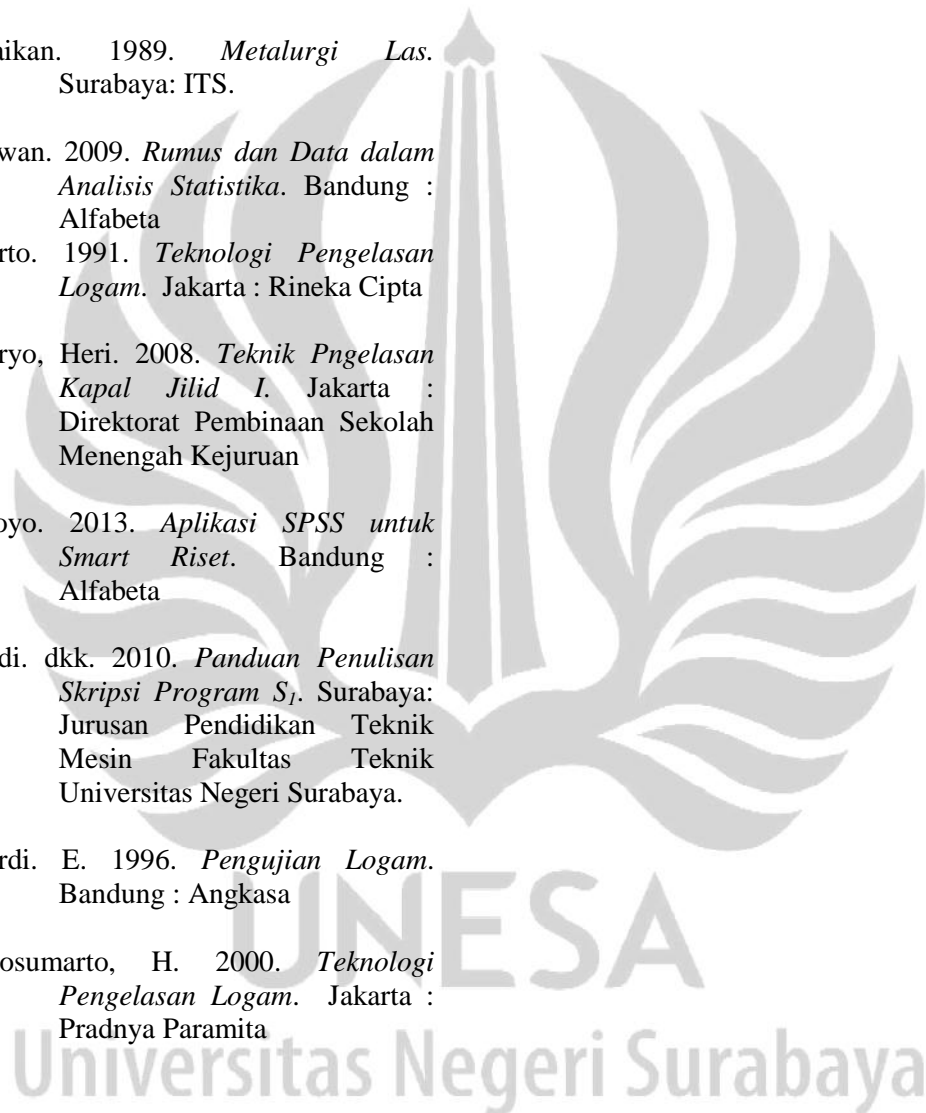 aikan. 1989. Metalurgi Las.
Surabaya: ITS.
wan. 2009. Rumus dan Data dalam
Analisis Statistika. Bandung :
Alfabeta
rto. 1991. Teknologi Pengelasan
Logam. Jakarta : Rineka Cipta
ryo, Heri. 2008. Teknik Pngelasan
Kapal Jilid I. Jakarta :
Direktorat Pembinaan Sekolah
Menengah Kejuruan
oyo. 2013. Aplikasi SPSS untuk
Smart Riset. Bandung :
Alfabeta
di. dkk. 2010. Panduan Penulisan
Skripsi Program S1. Surabaya:
Jurusan Pendidikan Teknik
Mesin Fakultas Teknik
Universitas Negeri Surabaya.
rdi. E. 1996. Pengujian Logam.
Bandung : Angkasa
osumarto, H. 2000. Teknologi
Pengelasan Logam. Jakarta :
Pradnya Paramita
UNESA
Universitas Negeri Surabaya